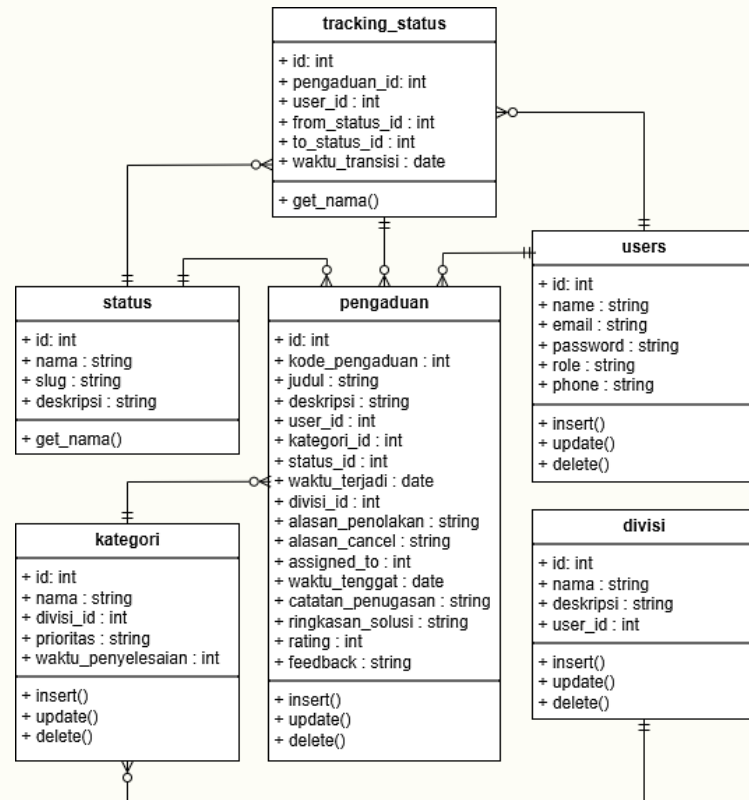 tracking_status
+ id: int
+ pengaduan_id: int
+ user_id : int
+ from_status_id : int
+ to_status_id : int
+ waktu_transisi : date
+ get_nama()
status
+ id: int
+ nama : string
+ slug : string
+ deskripsi : string
+ get_nama()
pengaduan
+ id: int
+ kode_pengaduan : int
+ judul : string
+ deskripsi : string
+ user_id : int
+ kategori_id : int
+ status_id : int
+ waktu_terjadi : date
+ divisi_id : int
+ alasan_penolakan : string
+ alasan_cancel : string
+ assigned_to : int
+ waktu_tenggat : date
+ catatan_penugasan : string
+ ringkasan_solusi : string
+ rating : int
+ feedback : string
+ insert()
+ update()
+ delete()
users
+ id: int
+ name : string
+ email : string
+ password : string
+ role : string
+ phone : string
+ insert()
+ update()
+ delete()
kategori
+ id: int
+ nama : string
+ divisi_id : int
+ prioritas : string
+ waktu_penyelesaian : int
+ insert()
+ update()
+ delete()
divisi
+ id: int
+ nama : string
+ deskripsi : string
+ user_id : int
+ insert()
+ update()
+ delete()